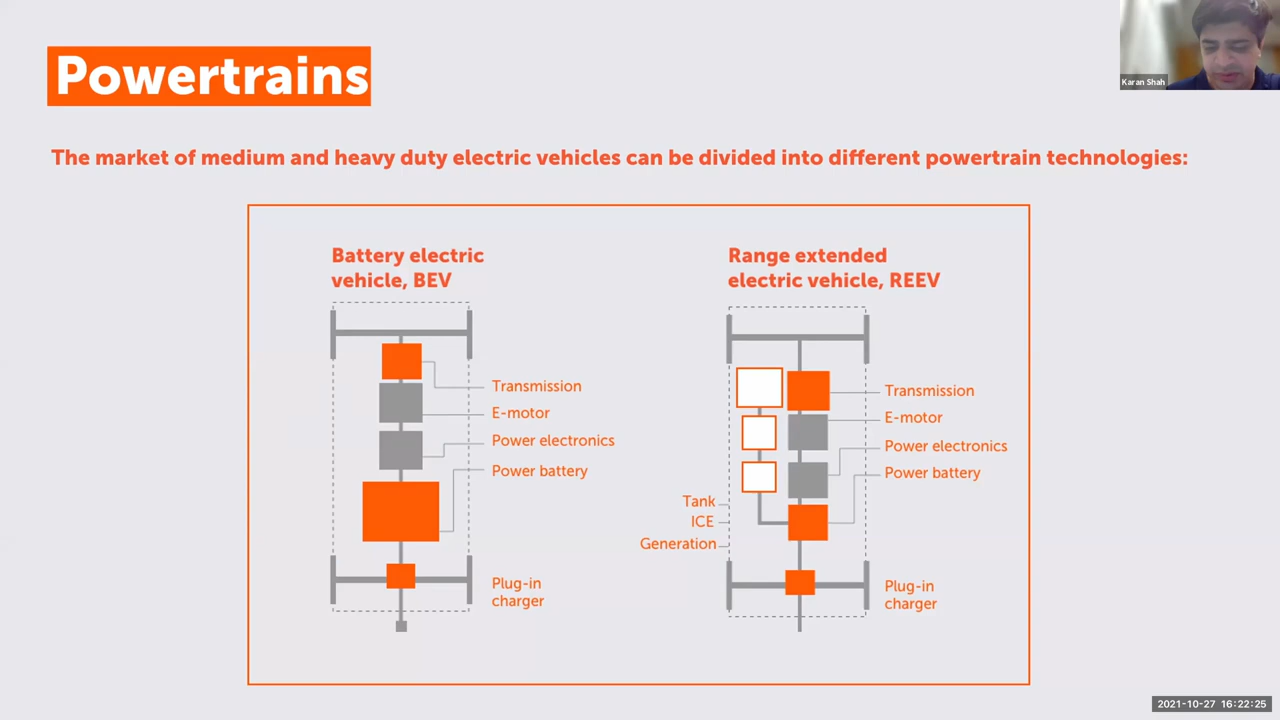 Powertrains
Karan Shah
The market of medium and heavy duty electric vehicles can be divided into different powertrain technologies:
Battery electric
vehicle, BEV
Transmission
E-motor
Power electronics
Power battery
Plug-in
charger
Range extended
electric vehicle, REEV
Transmission
E-motor
Power electronics
Power battery
Tank
ICE
Generation
Plug-in
charger
2021-10-27 16:22:25